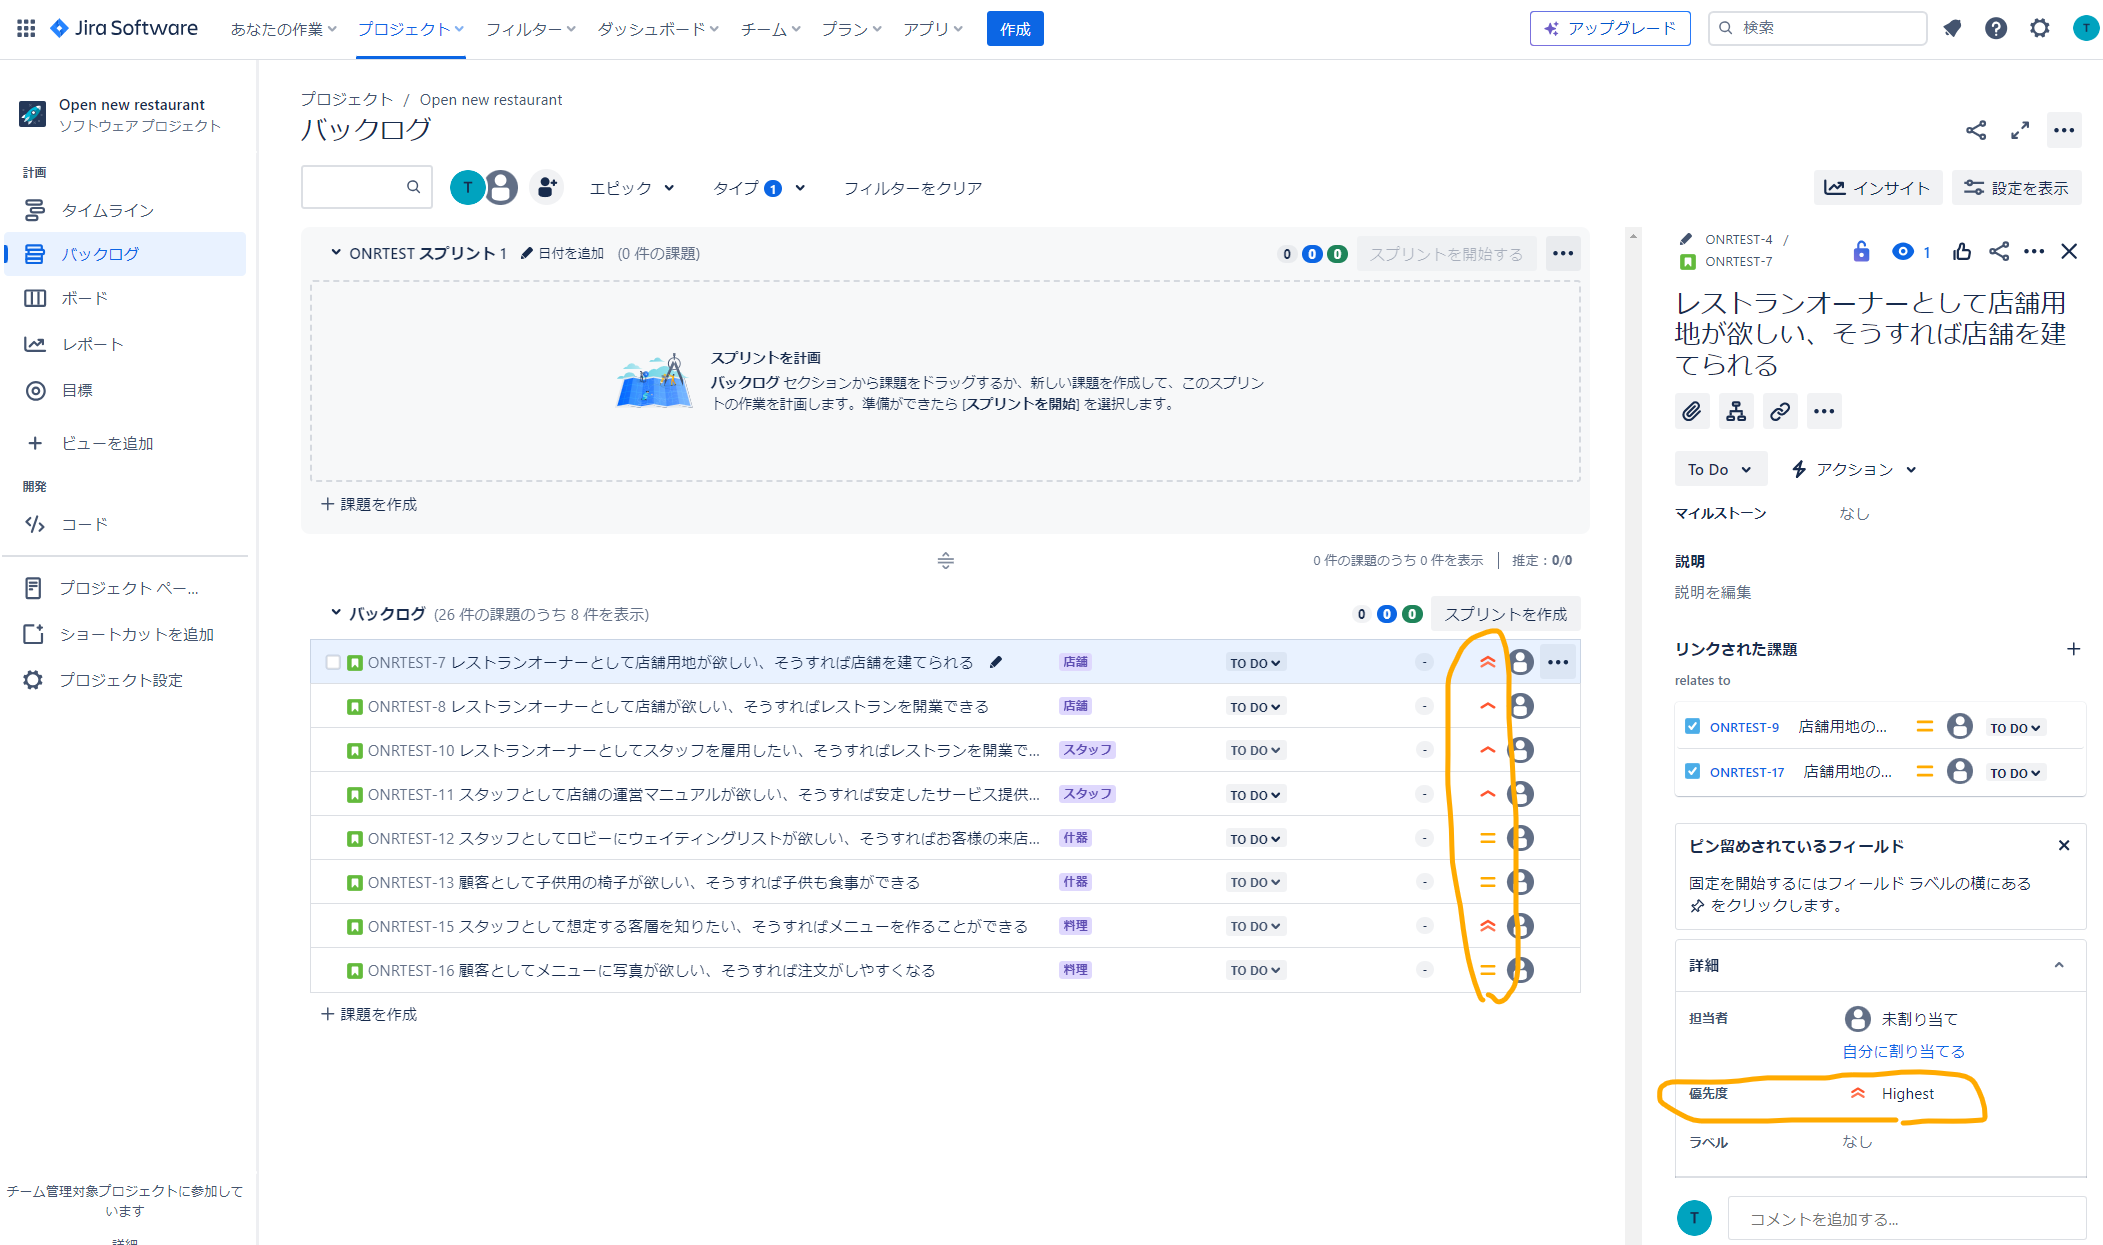 Jira Software
あなたの作業
プロジェクト
フィルター
ダッシュボード
チーム
プラン
アプリ
作成
アップグレード
検索
T
Open new restaurant
ソフトウェア プロジェクト
計画
タイムライン
バックログ
ボード
レポート
目標
ビューを追加
開発
コード
プロジェクト ペー...
ショートカットを追加
プロジェクト設定
チーム管理対象プロジェクトに参加して
います
プロジェクト / Open new restaurant
バックログ
T
エピック
タイプ 1
フィルターをクリア
インサイト
設定を表示
ONRTEST スプリント 1 日付を追加 (0 件の課題)
0 0 0 スプリントを開始する
スプリントを計画
バックログ セクションから課題をドラッグするか、新しい課題を作成して、このスプリン
トの作業を計画します。準備ができたら [スプリントを開始] を選択します。
+ 課題を作成
0 件の課題のうち 0 件を表示 | 推定：0/0
バックログ (26 件の課題のうち 8 件を表示)
0 0 0 スプリントを作成
ONRTEST-7 レストランオーナーとして店舗用地が欲しい、そうすれば店舗を建てられる 店舗 TO DO -
ONRTEST-8 レストランオーナーとして店舗が欲しい、そうすればレストランを開業できる 店舗 TO DO -
ONRTEST-10 レストランオーナーとしてスタッフを雇用したい、そうすればレストランを開業で... スタッフ TO DO -
ONRTEST-11 スタッフとして店舗の運営マニュアルが欲しい、そうすれば安定したサービス提供... スタッフ TO DO -
ONRTEST-12 スタッフとしてロビーにウェイティングリストが欲しい、そうすればお客様の来店... 什器 TO DO -
ONRTEST-13 顧客として子供用の椅子が欲しい、そうすれば子供も食事ができる 什器 TO DO -
ONRTEST-15 スタッフとして想定する客層を知りたい、そうすればメニューを作ることができる 料理 TO DO -
ONRTEST-16 顧客としてメニューに写真が欲しい、そうすれば注文がしやすくなる 料理 TO DO -
+ 課題を作成
ONRTEST-4 /
ONRTEST-7
1
レストランオーナーとして店舗用
地が欲しい、そうすれば店舗を建
てられる
To Do
アクション
マイルストーン なし
説明
説明を編集
リンクされた課題
relates to
ONRTEST-9 店舗用地の... TO DO
ONRTEST-17 店舗用地の... TO DO
ピン留めされているフィールド
固定を開始するにはフィールド ラベルの横にある
をクリックします。
詳細
担当者 未割り当て
自分に割り当てる
優先度 Highest
ラベル なし
T
コメントを追加する...